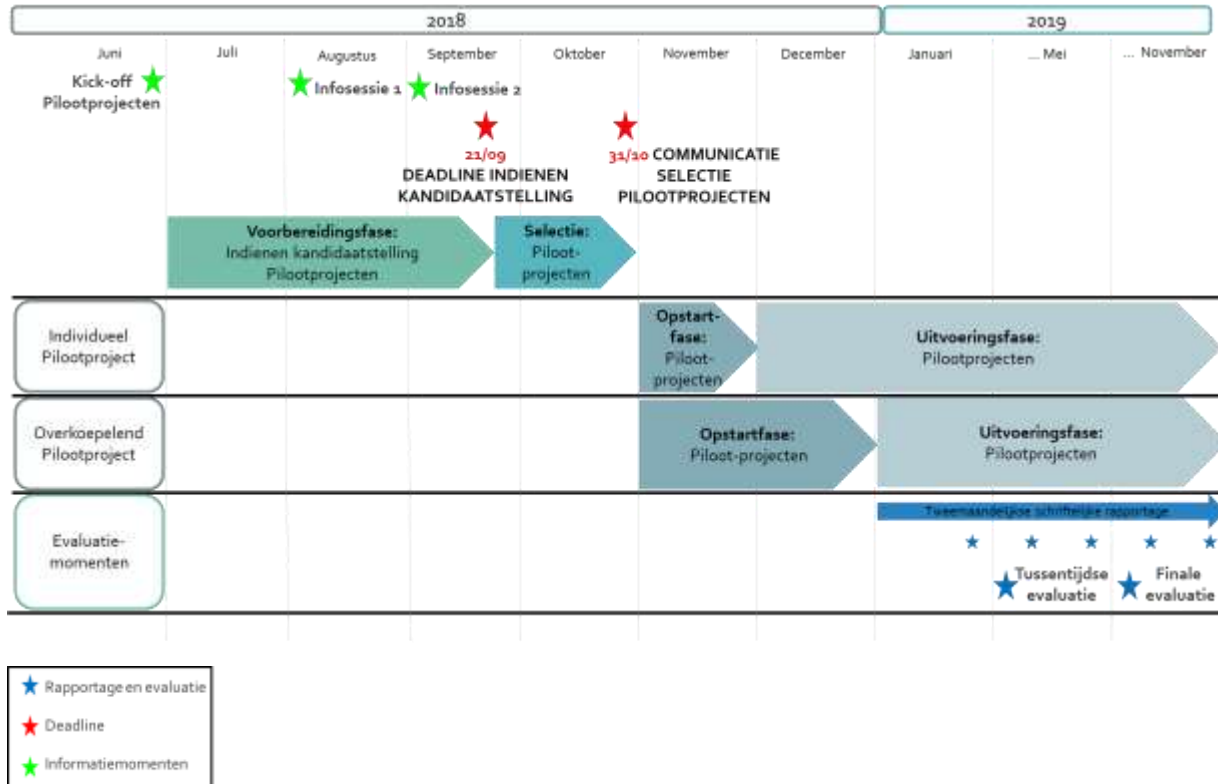 2018
2019
Juni
Juli
Augustus
September
Oktober
November
December
Januari
... Mei
... November
Kick-off
Pilootprojecten
Infosessie 1
Infosessie 2
21/09
DEADLINE INDIENEN
KANDIDAATSTELLING
31/10 COMMUNICATIE
SELECTIE
PILOOTPROJECTEN
Voorbereidingsfase:
Indienen kandidaatstelling
Pilootprojecten
Selectie:
Piloot-
projecten
Individueel
Pilootproject
Opstart-
fase:
Piloot-
projecten
Uitvoeringsfase:
Pilootprojecten
Overkoepelend
Pilootproject
Opstartfase:
Piloot-projecten
Uitvoeringsfase:
Pilootprojecten
Evaluatie-
momenten
Tweemaandelijkse schriftelijke rapportage
Tussentijdse
evaluatie
Finale
evaluatie
Rapportage en evaluatie
Deadline
Informatiemomenten